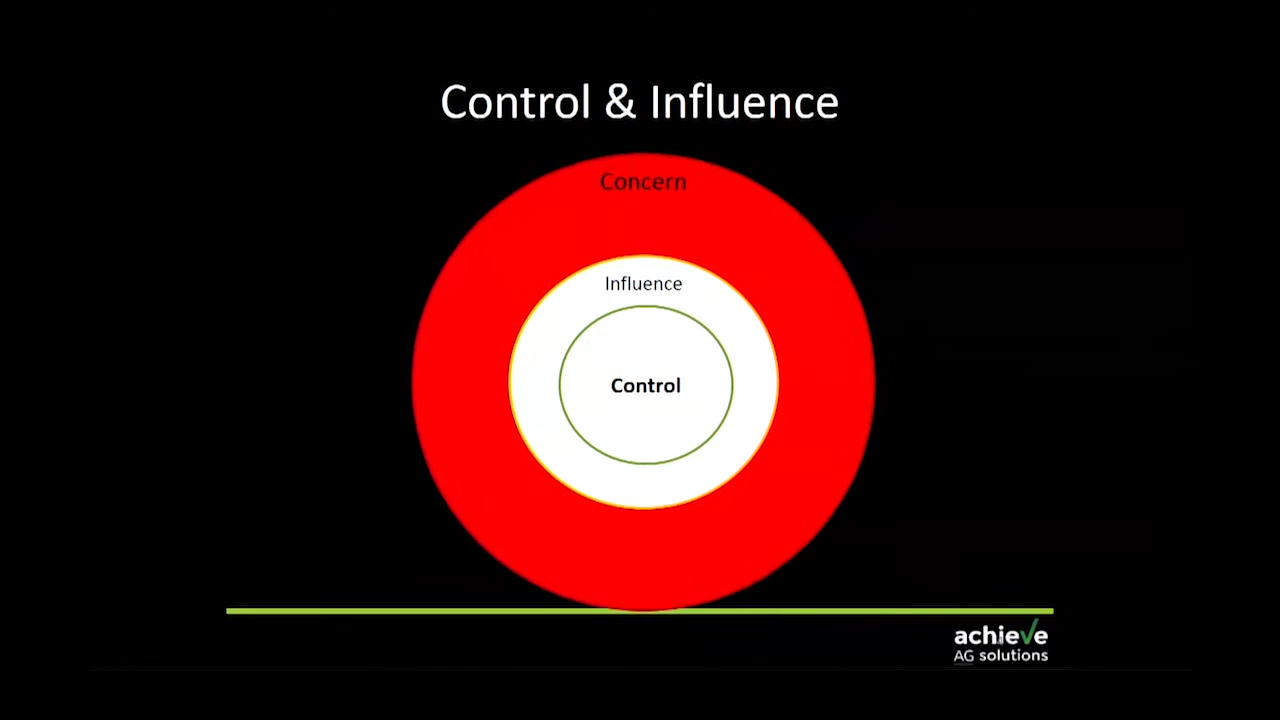 Control & Influence
Concern
Influence
Control
achieve
AG solutions